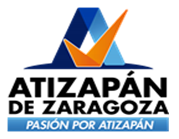 ATIZAPÁN
DE ZARAGOZA
PASIÓN POR ATIZAPÁN